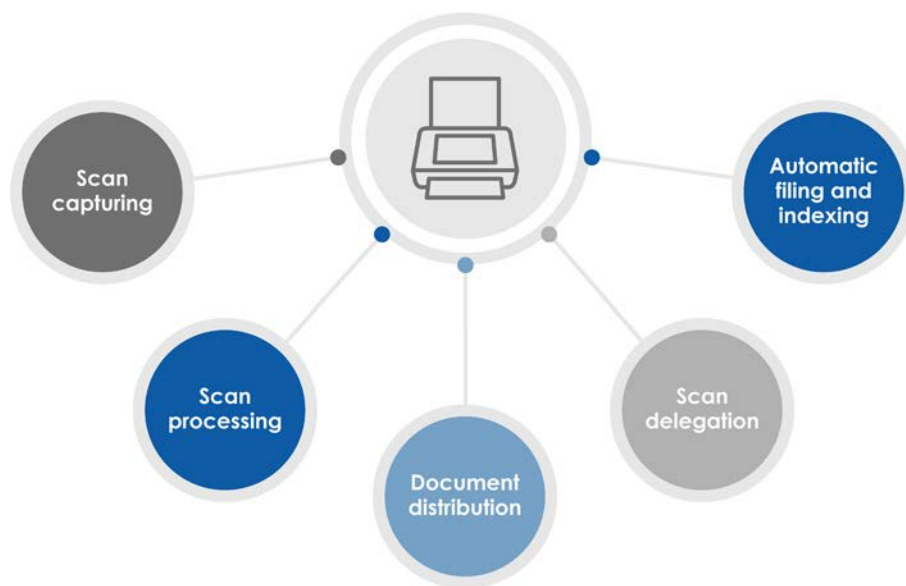 Scan
capturing
Scan
processing
Document
distribution
Scan
delegation
Automatic
filing and
indexing